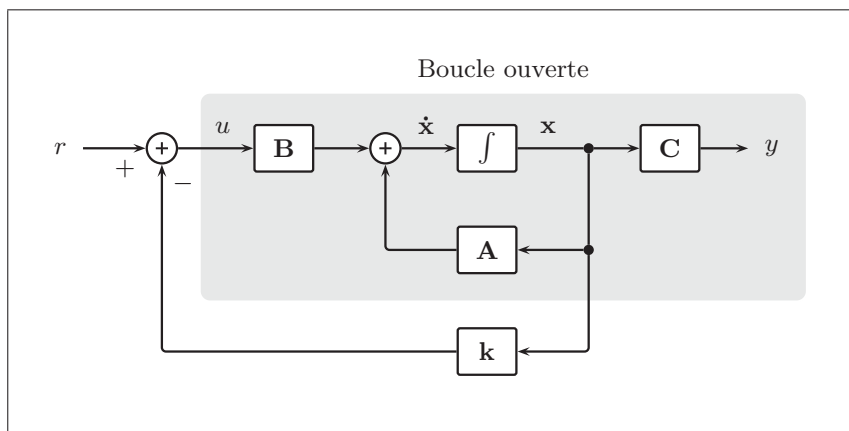 Boucle ouverte
r + − u B + ẋ ∫ x C y
A
k